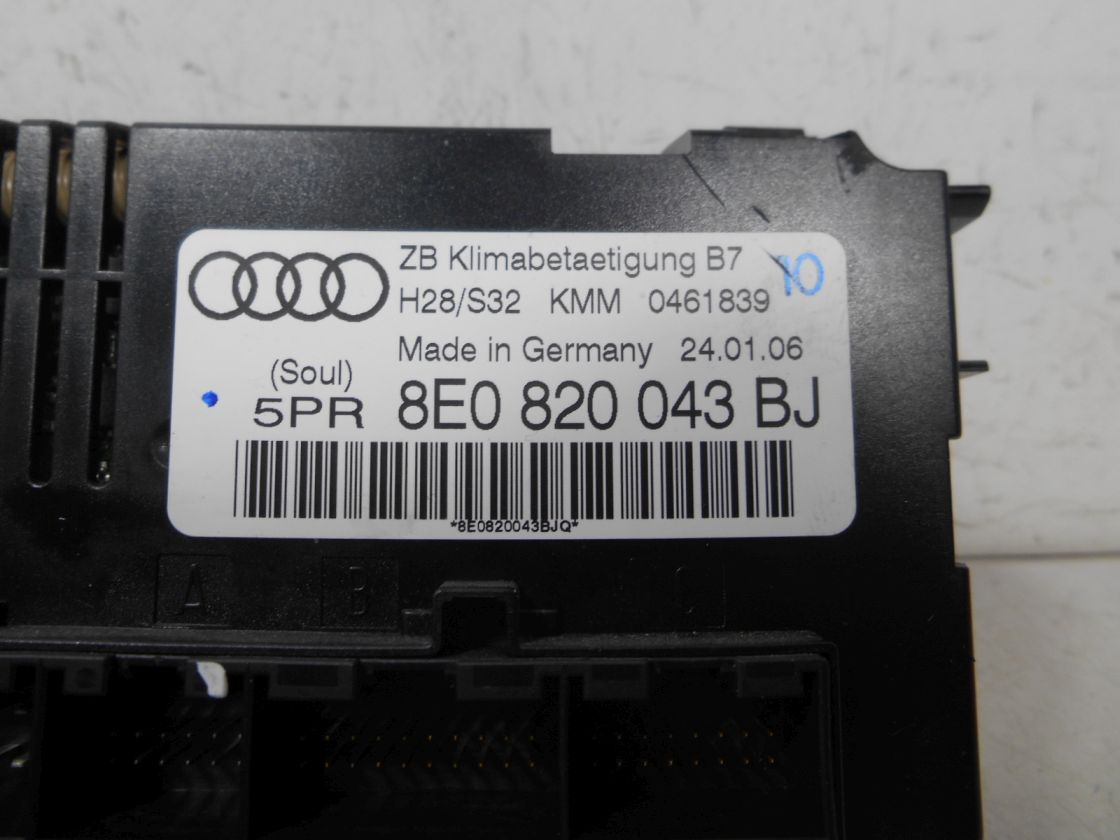 ZB Klimabetaetigung B7
10
H28/S32 KMM 0461839
Made in Germany 24.01.06
(Soul)
5PR 8E0 820 043 BJ
*8E0820043BJQ*
A B C